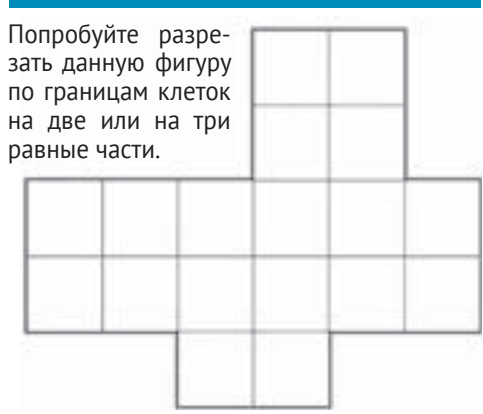 Попробуйте разре-
зать данную фигуру
по границам клеток
на две или на три
равные части.